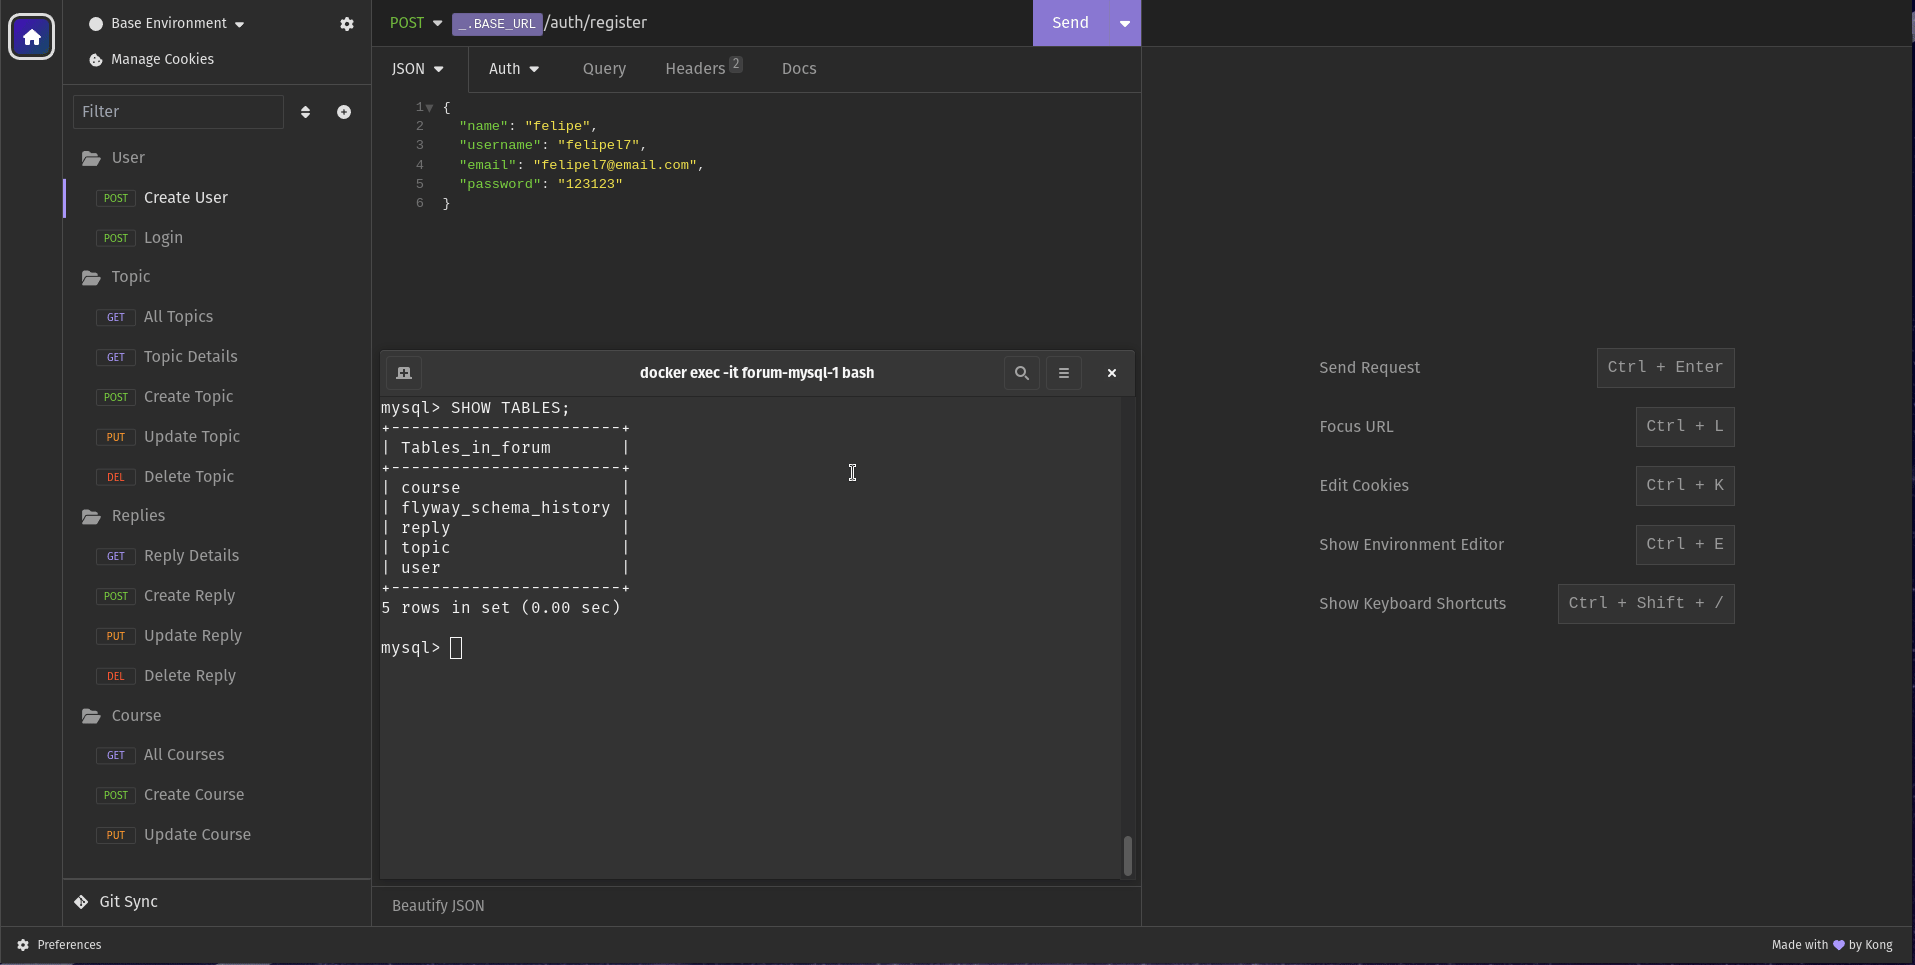 Base Environment
Manage Cookies
Filter
User
POST Create User
POST Login
Topic
GET All Topics
GET Topic Details
POST Create Topic
PUT Update Topic
DEL Delete Topic
Replies
GET Reply Details
POST Create Reply
PUT Update Reply
DEL Delete Reply
Course
GET All Courses
POST Create Course
PUT Update Course
Git Sync
Preferences
POST _.BASE_URL/auth/register
Send
JSON Auth Query Headers 2 Docs
1 {
2 "name": "felipe",
3 "username": "felipel7",
4 "email": "felipel7@email.com",
5 "password": "123123"
6 }
docker exec -it forum-mysql-1 bash
mysql> SHOW TABLES;
+-----------------------+
| Tables_in_forum       |
+-----------------------+
| course                |
| flyway_schema_history |
| reply                 |
| topic                 |
| user                  |
+-----------------------+
5 rows in set (0.00 sec)
mysql>
Beautify JSON
Send Request Ctrl + Enter
Focus URL Ctrl + L
Edit Cookies Ctrl + K
Show Environment Editor Ctrl + E
Show Keyboard Shortcuts Ctrl + Shift + /
Made with by Kong